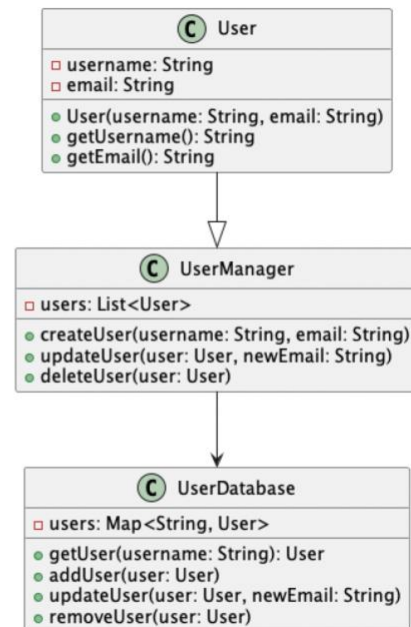 C User
username: String
email: String
User(username: String, email: String)
getUsername(): String
getEmail(): String
C UserManager
users: List<User>
createUser(username: String, email: String)
updateUser(user: User, newEmail: String)
deleteUser(user: User)
C UserDatabase
users: Map<String, User>
getUser(username: String): User
addUser(user: User)
updateUser(user: User, newEmail: String)
removeUser(user: User)